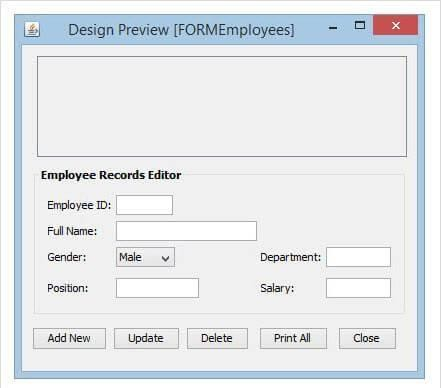 Design Preview [FORMEmployees]
Employee Records Editor
Employee ID:
Full Name:
Gender: Male Department:
Position: Salary:
Add New Update Delete Print All Close